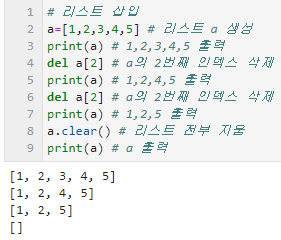 1 # 리스트 삽입
2 a=[1,2,3,4,5] # 리스트 a 생성
3 print(a) # 1,2,3,4,5 출력
4 del a[2] # a의 2번째 인덱스 삭제
5 print(a) # 1,2,4,5 출력
6 del a[2] # a의 2번째 인덱스 삭제
7 print(a) # 1,2,5 출력
8 a.clear() # 리스트 전부 지움
9 print(a) # a 출력
[1, 2, 3, 4, 5]
[1, 2, 4, 5]
[1, 2, 5]
[]